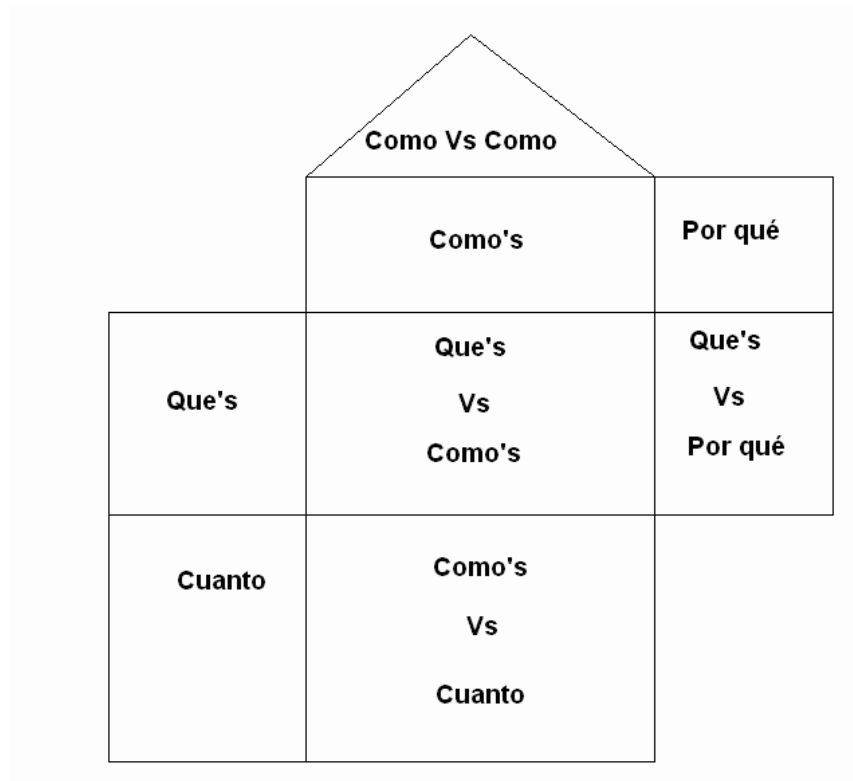 Como Vs Como
Como's
Por qué
Que's
Que's
Vs
Como's
Que's
Vs
Por qué
Cuanto
Como's
Vs
Cuanto